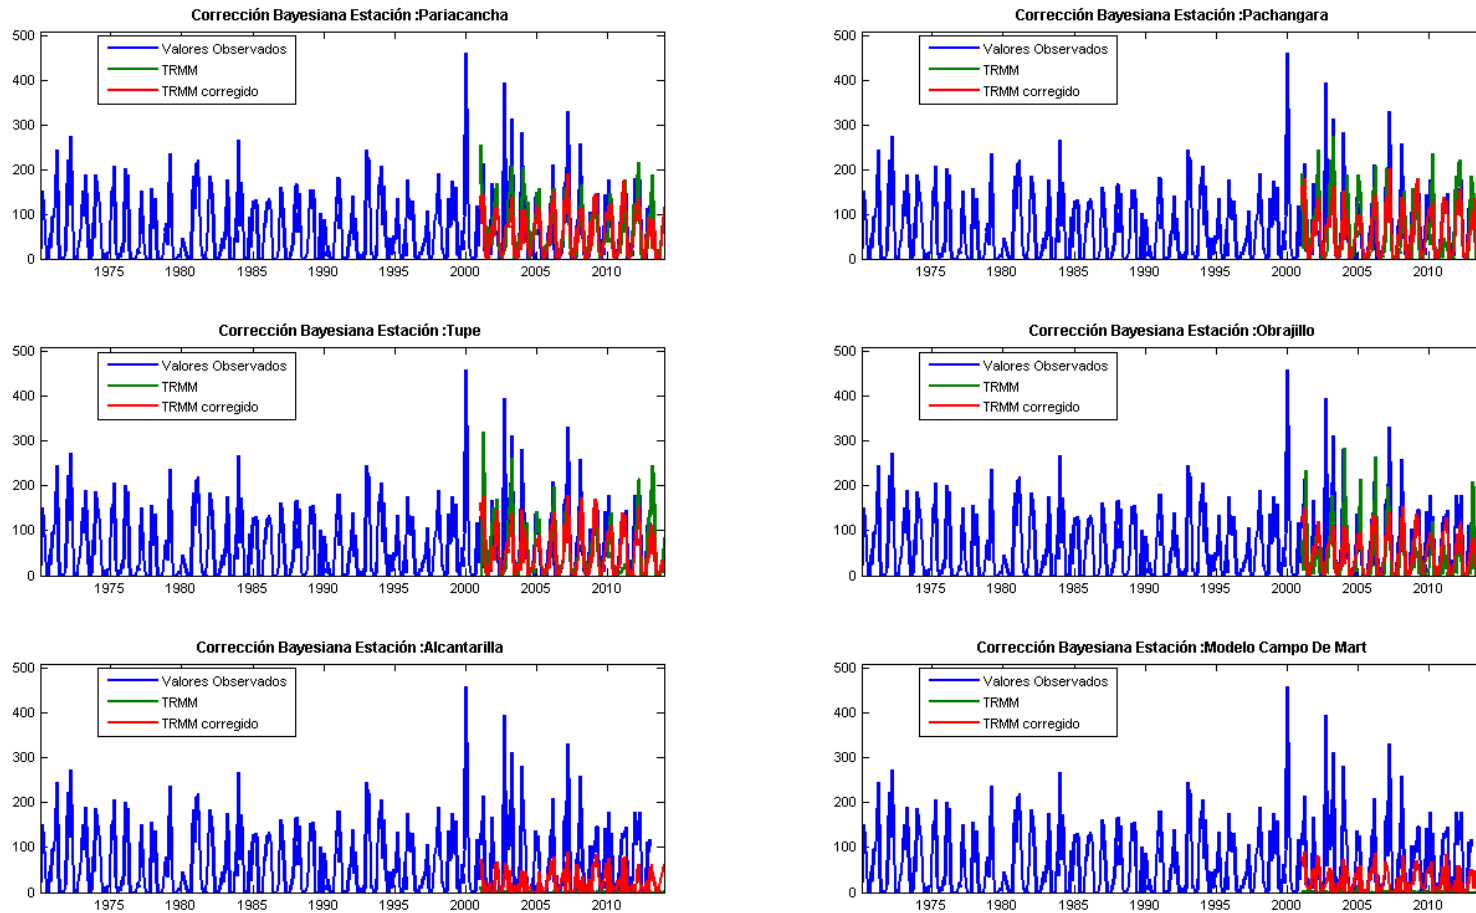 Corrección Bayesiana Estación :Pariacancha
500
400
300
200
100
0
Valores Observados
TRMM
TRMM corregido
1975 1980 1985 1990 1995 2000 2005 2010
Corrección Bayesiana Estación :Pachangara
500
400
300
200
100
0
Valores Observados
TRMM
TRMM corregido
1975 1980 1985 1990 1995 2000 2005 2010
Corrección Bayesiana Estación :Tupe
500
400
300
200
100
0
Valores Observados
TRMM
TRMM corregido
1975 1980 1985 1990 1995 2000 2005 2010
Corrección Bayesiana Estación :Obrajillo
500
400
300
200
100
0
Valores Observados
TRMM
TRMM corregido
1975 1980 1985 1990 1995 2000 2005 2010
Corrección Bayesiana Estación :Alcantarilla
500
400
300
200
100
0
Valores Observados
TRMM
TRMM corregido
1975 1980 1985 1990 1995 2000 2005 2010
Corrección Bayesiana Estación :Modelo Campo De Mart
500
400
300
200
100
0
Valores Observados
TRMM
TRMM corregido
1975 1980 1985 1990 1995 2000 2005 2010